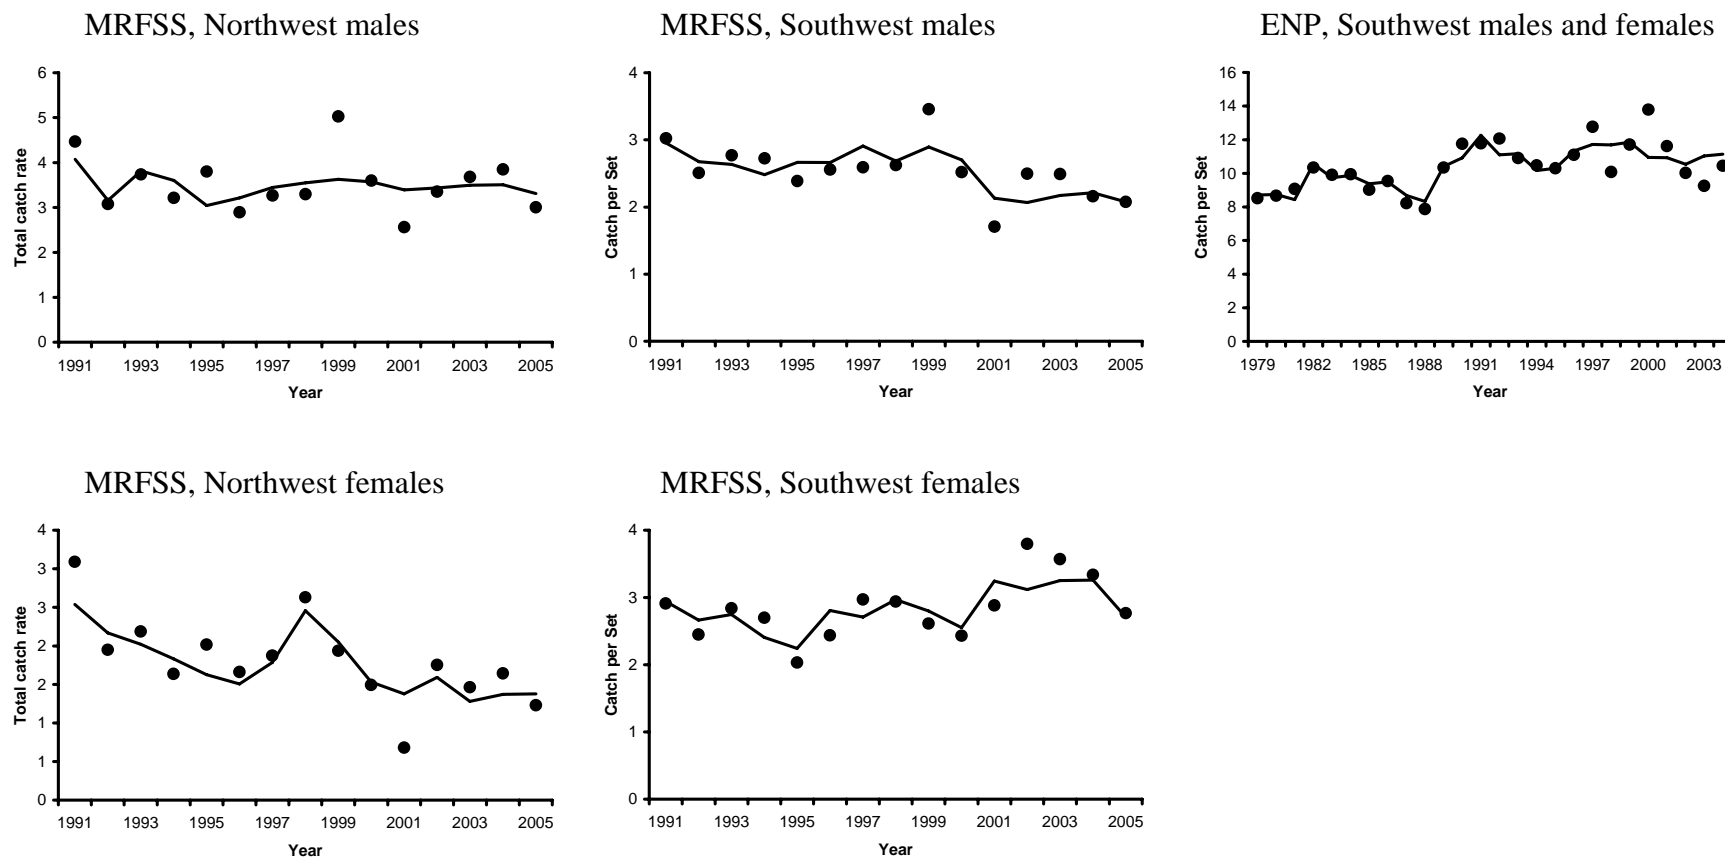 MRFSS, Northwest males
6
5
4
3
2
1
0
1991 1993 1995 1997 1999 2001 2003 2005
Year
Total catch rate
MRFSS, Southwest males
4
3
2
1
0
1991 1993 1995 1997 1999 2001 2003 2005
Year
Catch per Set
ENP, Southwest males and females
16
14
12
10
8
6
4
2
0
1979 1982 1985 1988 1991 1994 1997 2000 2003
Year
Catch per Set
MRFSS, Northwest females
4
3
3
2
2
1
1
0
1991 1993 1995 1997 1999 2001 2003 2005
Year
Total catch rate
MRFSS, Southwest females
4
3
2
1
0
1991 1993 1995 1997 1999 2001 2003 2005
Year
Catch per Set